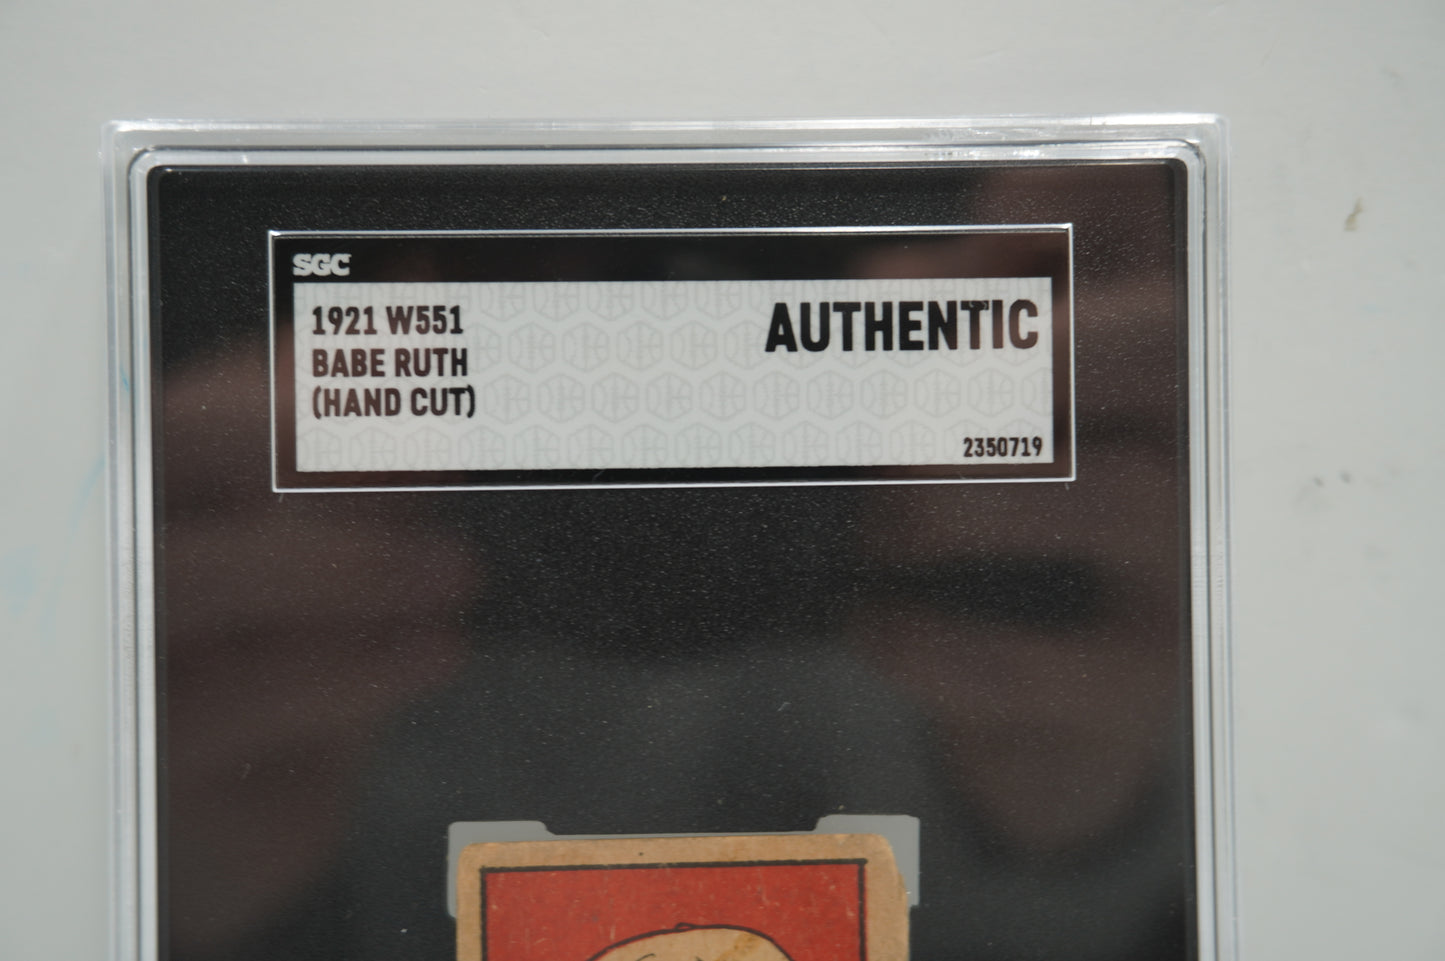 SGC
1921 W551
BABE RUTH
(HAND CUT)
AUTHENTIC
2350719